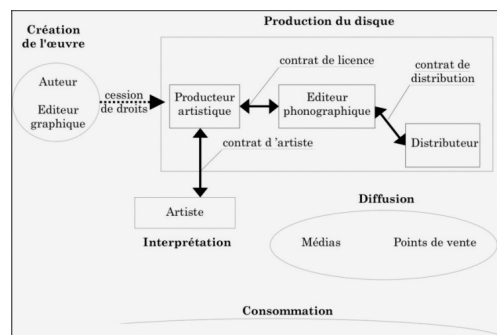 Création
de l'œuvre
Production du disque
Auteur
Editeur
graphique
cession
de droits
Producteur
artistique
contrat de licence
Editeur
phonographique
contrat de
distribution
Distributeur
contrat d 'artiste
Artiste
Interprétation
Diffusion
Médias
Points de vente
Consommation